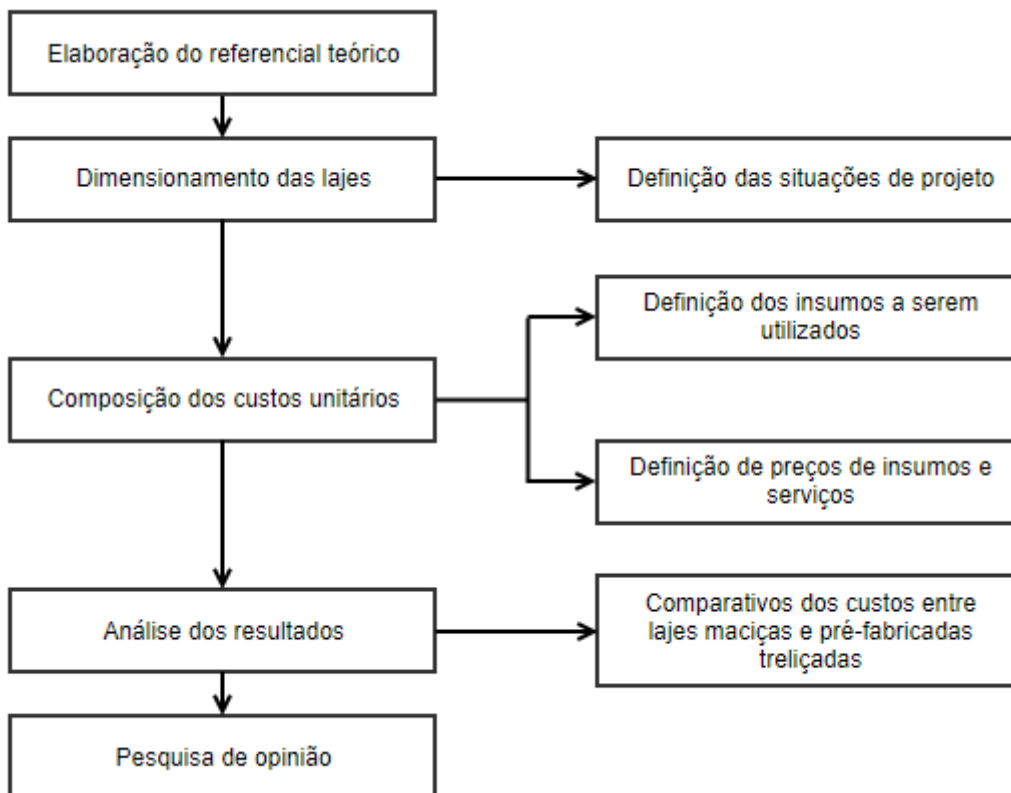 Elaboração do referencial teórico
Dimensionamento das lajes
Definição das situações de projeto
Definição dos insumos a serem
utilizados
Composição dos custos unitários
Definição de preços de insumos e
serviços
Análise dos resultados
Comparativos dos custos entre
lajes maciças e pré-fabricadas
treliçadas
Pesquisa de opinião